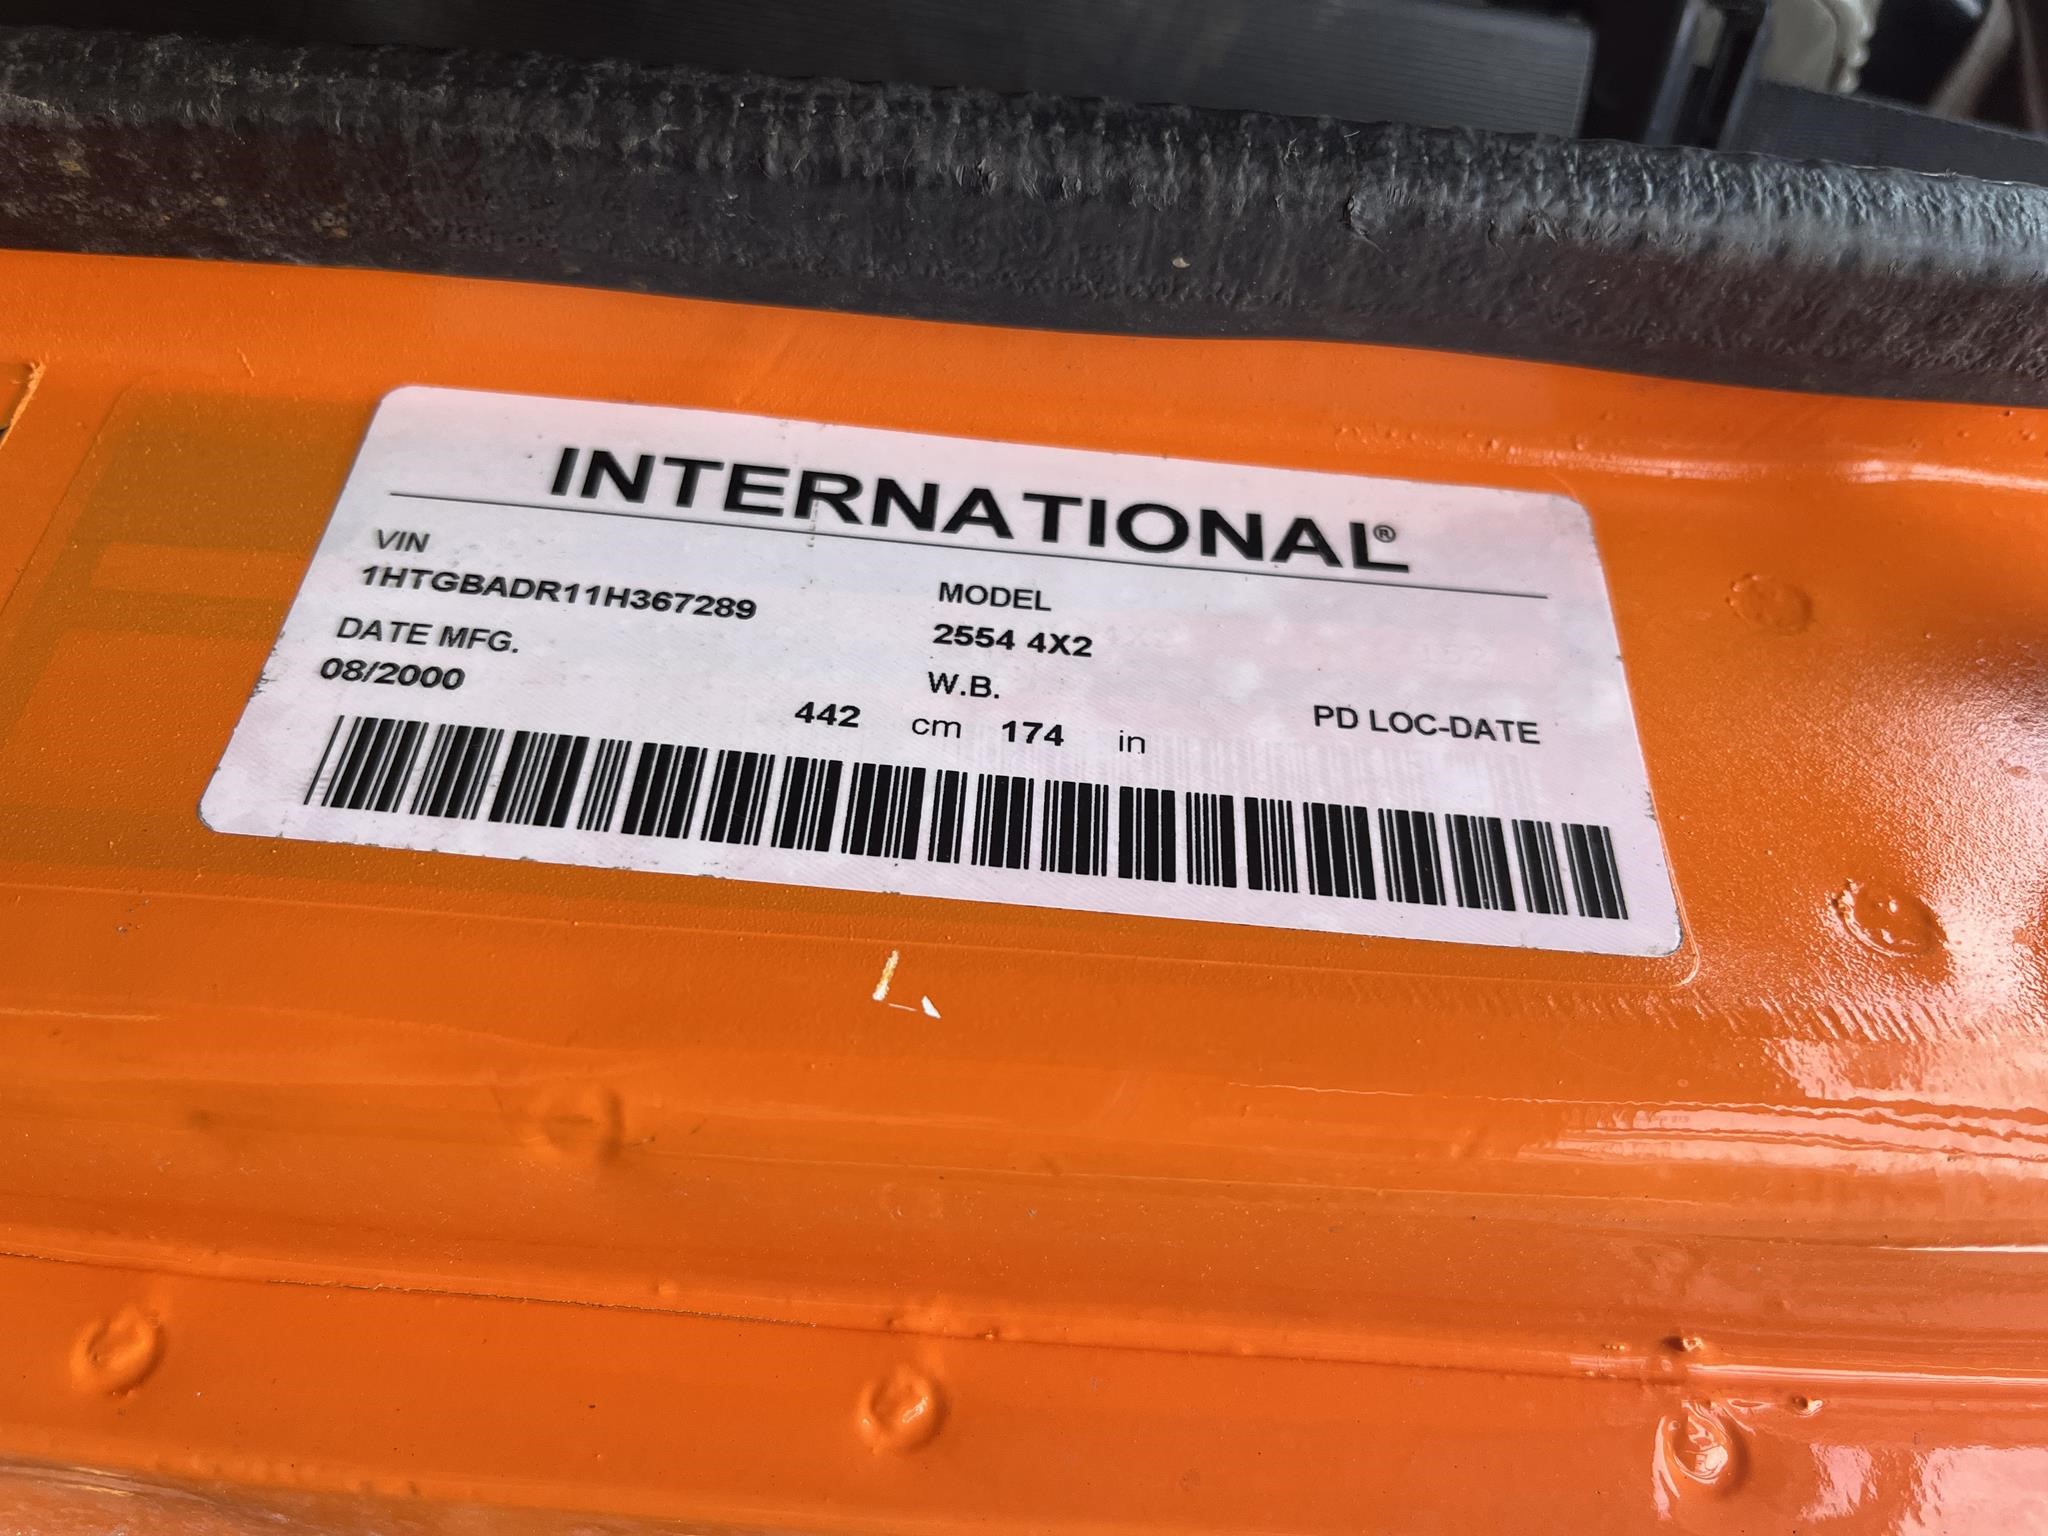 INTERNATIONAL®
VIN
1HTGBADR11H367289
MODEL
2554 4X2
DATE MFG.
08/2000
W.B.
442 cm 174 in
PD LOC-DATE